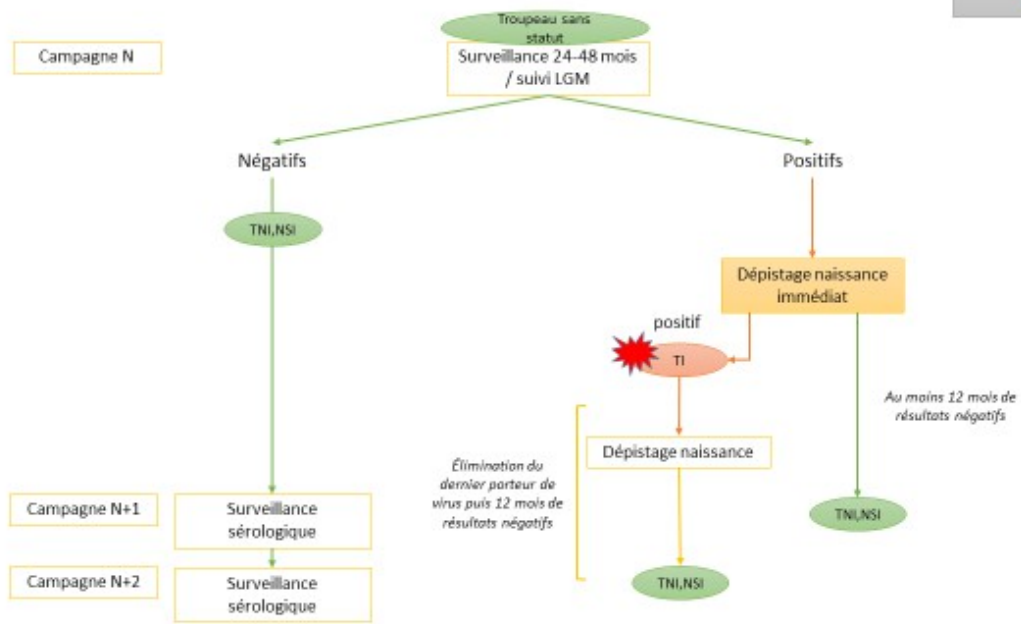 Troupeau sans
statut
Campagne N
Surveillance 24-48 mois
/ suivi LGM
Négatifs
Positifs
TNI,NSI
Dépistage naissance
immédiat
positif
TI
Au moins 12 mois de
résultats négatifs
Dépistage naissance
Élimination du
dernier porteur de
virus puis 12 mois de
résultats négatifs
Campagne N+1
Surveillance
sérologique
TNI,NSI
Campagne N+2
Surveillance
sérologique
TNI,NSI